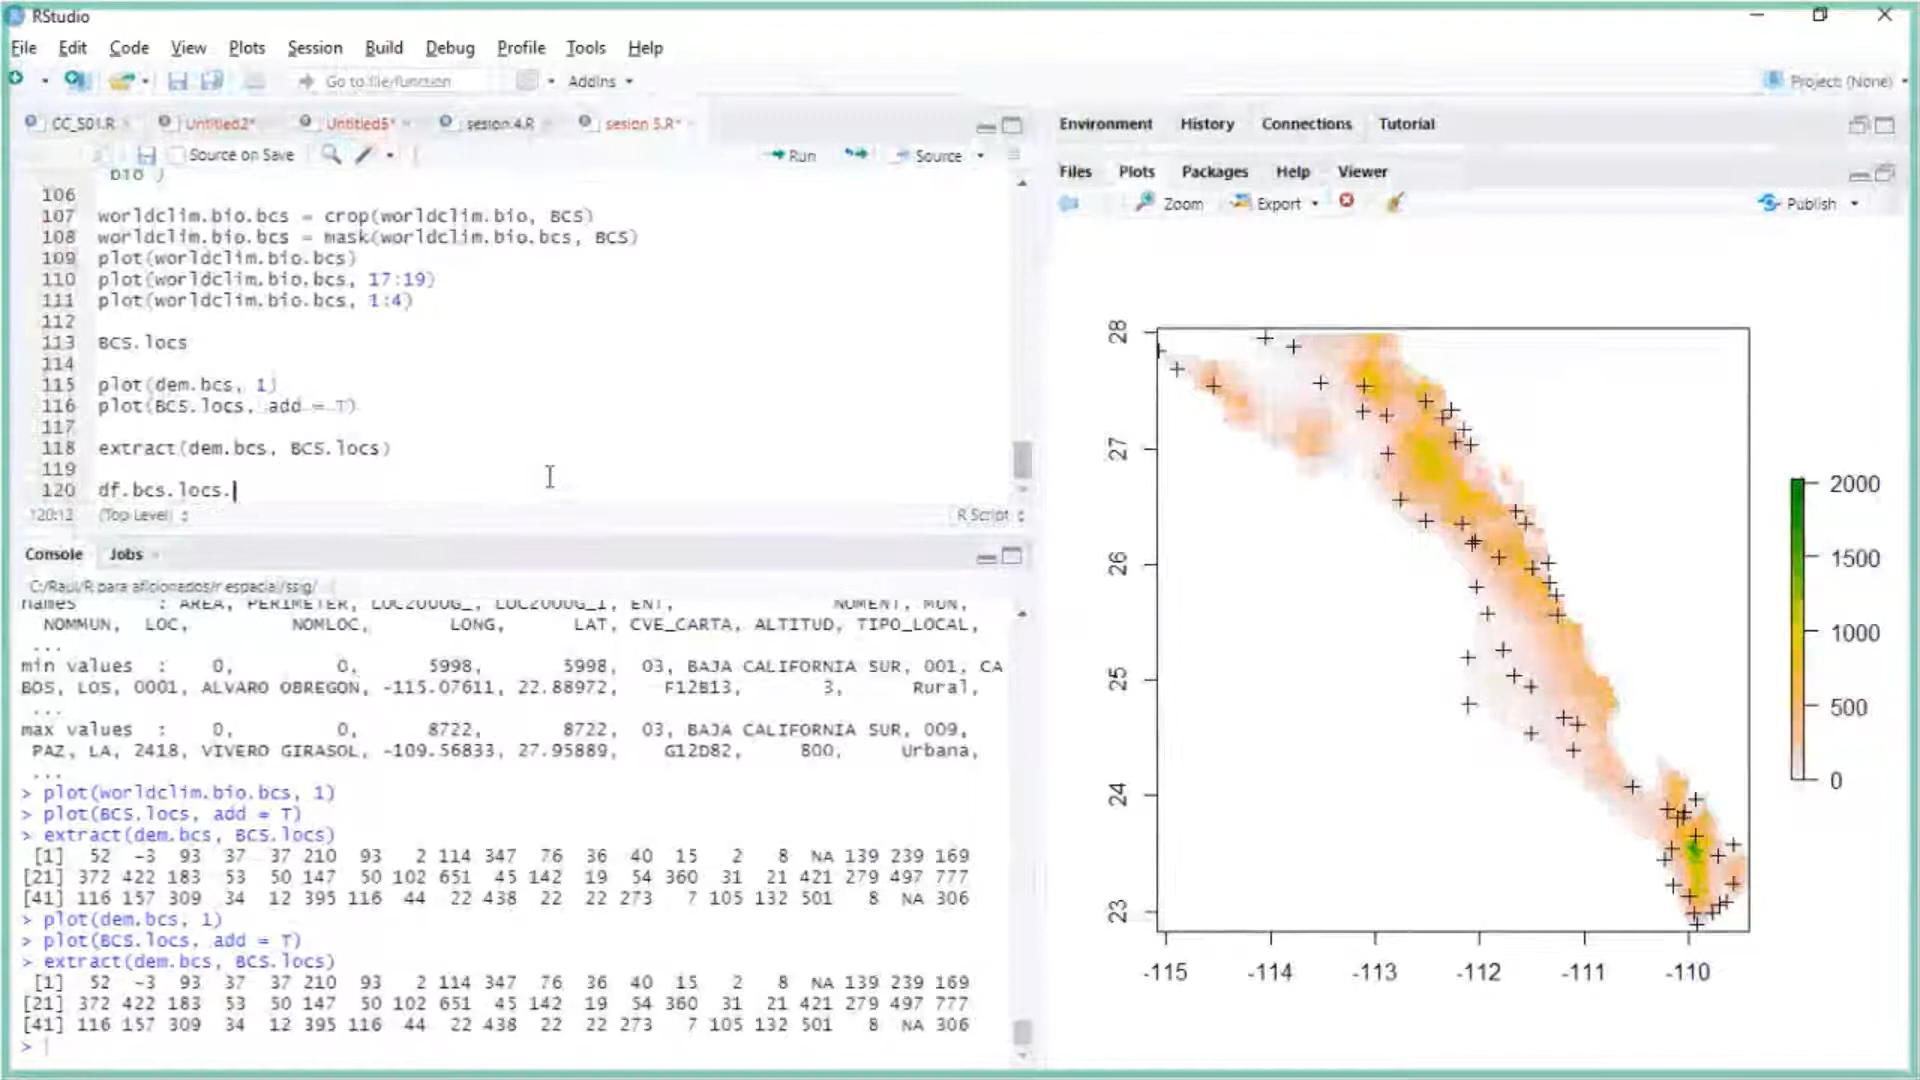 RStudio
File Edit Code View Plots Session Build Debug Profile Tools Help
Go to file/function Addins
Project: (None)
CC_S01.R Untitled2* Untitled5* sesion 4.R sesion 5.R*
Source on Save Run Source
bio )
106
107 worldclim.bio.bcs = crop(worldclim.bio, BCS)
108 worldclim.bio.bcs = mask(worldclim.bio.bcs, BCS)
109 plot(worldclim.bio.bcs)
110 plot(worldclim.bio.bcs, 17:19)
111 plot(worldclim.bio.bcs, 1:4)
112
113 BCS.locs
114
115 plot(dem.bcs, 1)
116 plot(BCS.locs, add = T)
117
118 extract(dem.bcs, BCS.locs)
119
120 df.bcs.locs.
120:13 (Top Level) R Script
Console Jobs
C:/Raul/R para aficionados/r espacial/ssig/
names : AREA, PERIMETER, LOC2000G_, LOC2000G_I, ENT, NOMENT, MUN,
NOMMUN, LOC, NOMLOC, LONG, LAT, CVE_CARTA, ALTITUD, TIPO_LOCAL,
...
min values : 0, 0, 5998, 5998, 03, BAJA CALIFORNIA SUR, 001, CA
BOS, LOS, 0001, ALVARO OBREGON, -115.07611, 22.88972, F12B13, 3, Rural,
...
max values : 0, 0, 8722, 8722, 03, BAJA CALIFORNIA SUR, 009,
PAZ, LA, 2418, VIVERO GIRASOL, -109.56833, 27.95889, G12D82, 800, Urbana,
...
> plot(worldclim.bio.bcs, 1)
> plot(BCS.locs, add = T)
> extract(dem.bcs, BCS.locs)
[1] 52 -3 93 37 37 210 93 2 114 347 76 36 40 15 2 8 NA 139 239 169
[21] 372 422 183 53 50 147 50 102 651 45 142 19 54 360 31 21 421 279 497 777
[41] 116 157 309 34 12 395 116 44 22 438 22 22 273 7 105 132 501 8 NA 306
> plot(dem.bcs, 1)
> plot(BCS.locs, add = T)
> extract(dem.bcs, BCS.locs)
[1] 52 -3 93 37 37 210 93 2 114 347 76 36 40 15 2 8 NA 139 239 169
[21] 372 422 183 53 50 147 50 102 651 45 142 19 54 360 31 21 421 279 497 777
[41] 116 157 309 34 12 395 116 44 22 438 22 22 273 7 105 132 501 8 NA 306
>
Environment History Connections Tutorial
Files Plots Packages Help Viewer
Zoom Export Publish
28
27
26
25
24
23
-115 -114 -113 -112 -111 -110
2000
1500
1000
500
0